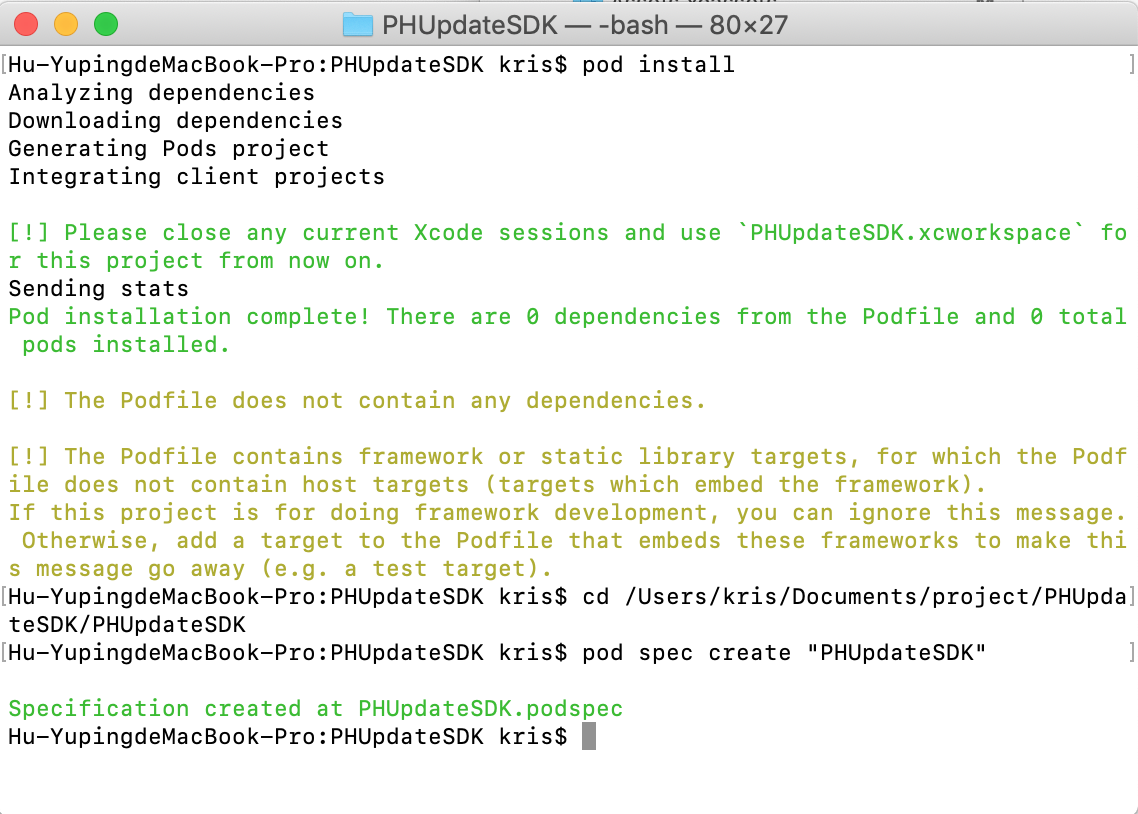 PHUpdateSDK — -bash — 80×27
[Hu-YupingdeMacBook-Pro:PHUpdateSDK kris$ pod install ]
Analyzing dependencies
Downloading dependencies
Generating Pods project
Integrating client projects
[!] Please close any current Xcode sessions and use `PHUpdateSDK.xcworkspace` fo
r this project from now on.
Sending stats
Pod installation complete! There are 0 dependencies from the Podfile and 0 total
 pods installed.
[!] The Podfile does not contain any dependencies.
[!] The Podfile contains framework or static library targets, for which the Podf
ile does not contain host targets (targets which embed the framework).
If this project is for doing framework development, you can ignore this message.
 Otherwise, add a target to the Podfile that embeds these frameworks to make thi
s message go away (e.g. a test target).
[Hu-YupingdeMacBook-Pro:PHUpdateSDK kris$ cd /Users/kris/Documents/project/PHUpda]
teSDK/PHUpdateSDK
[Hu-YupingdeMacBook-Pro:PHUpdateSDK kris$ pod spec create "PHUpdateSDK" ]
Specification created at PHUpdateSDK.podspec
Hu-YupingdeMacBook-Pro:PHUpdateSDK kris$